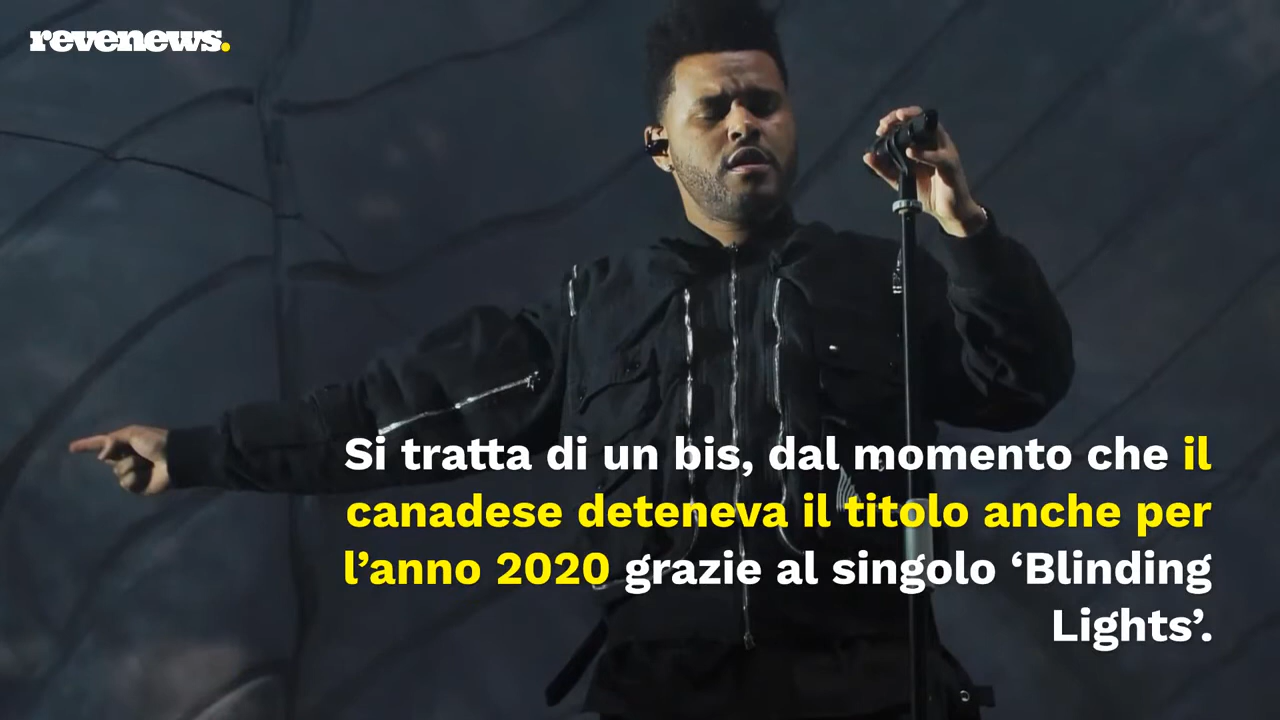 revenews.
Si tratta di un bis, dal momento che il
canadese deteneva il titolo anche per
l’anno 2020 grazie al singolo ‘Blinding
Lights’.